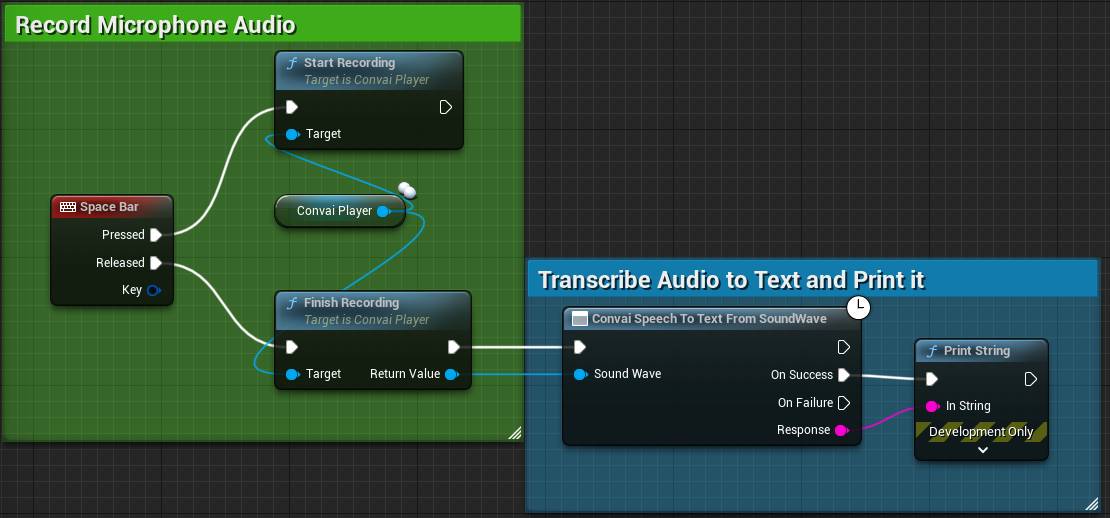 Record Microphone Audio
Start Recording
Target is Convai Player
Target
Convai Player
Space Bar
Pressed
Released
Key
Finish Recording
Target is Convai Player
Target Return Value
Transcribe Audio to Text and Print it
Convai Speech To Text From SoundWave
Sound Wave
On Success
On Failure
Response
Print String
In String
Development Only